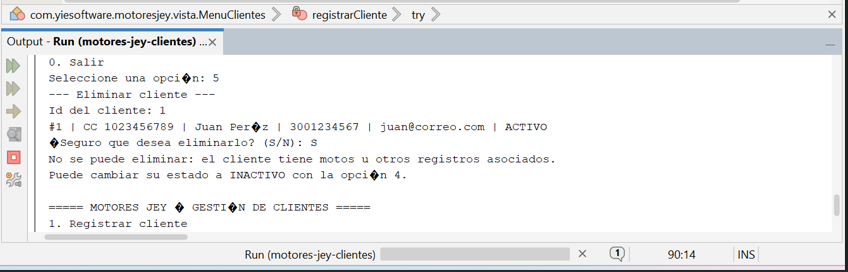 com.yiesoftware.motoresjey.vista.MenuClientes registrarCliente try
Output - Run (motores-jey-clientes) ...
0. Salir
Seleccione una opci�n: 5
--- Eliminar cliente ---
Id del cliente: 1
#1 | CC 1023456789 | Juan Per�z | 3001234567 | juan@correo.com | ACTIVO
�Seguro que desea eliminarlo? (S/N): S
No se puede eliminar: el cliente tiene motos u otros registros asociados.
Puede cambiar su estado a INACTIVO con la opci�n 4.
===== MOTORES JEY � GESTI�N DE CLIENTES =====
1. Registrar cliente
Run (motores-jey-clientes) 1 90:14 INS